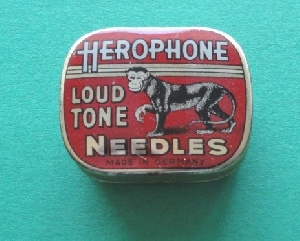 HEROPHONE
LOUD
TONE
NEEDLES
MADE IN GERMANY